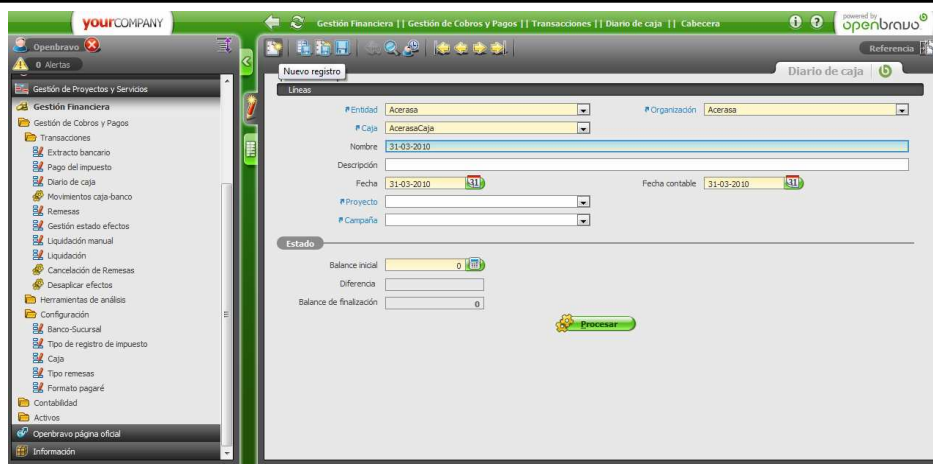 yourCOMPANY
Gestión Financiera || Gestión de Cobros y Pagos || Transacciones || Diario de caja || Cabecera
powered by
openbravo
Openbravo
0 Alertas
Referencia
Nuevo registro
Diario de caja
Gestión de Proyectos y Servicios
Gestión Financiera
Gestión de Cobros y Pagos
Transacciones
Extracto bancario
Pago del impuesto
Diario de caja
Movimientos caja-banco
Remesas
Gestión estado efectos
Liquidación manual
Liquidación
Cancelación de Remesas
Desaplicar efectos
Herramientas de análisis
Configuración
Banco-Sucursal
Tipo de registro de impuesto
Caja
Tipo remesas
Formato pagaré
Contabilidad
Activos
Openbravo página oficial
Información
Líneas
Entidad Acerasa Organización Acerasa
Caja AcerasaCaja
Nombre 31-03-2010
Descripción
Fecha 31-03-2010 31 Fecha contable 31-03-2010 31
Proyecto
Campaña
Estado
Balance inicial 0
Diferencia
Balance de finalización 0
Procesar